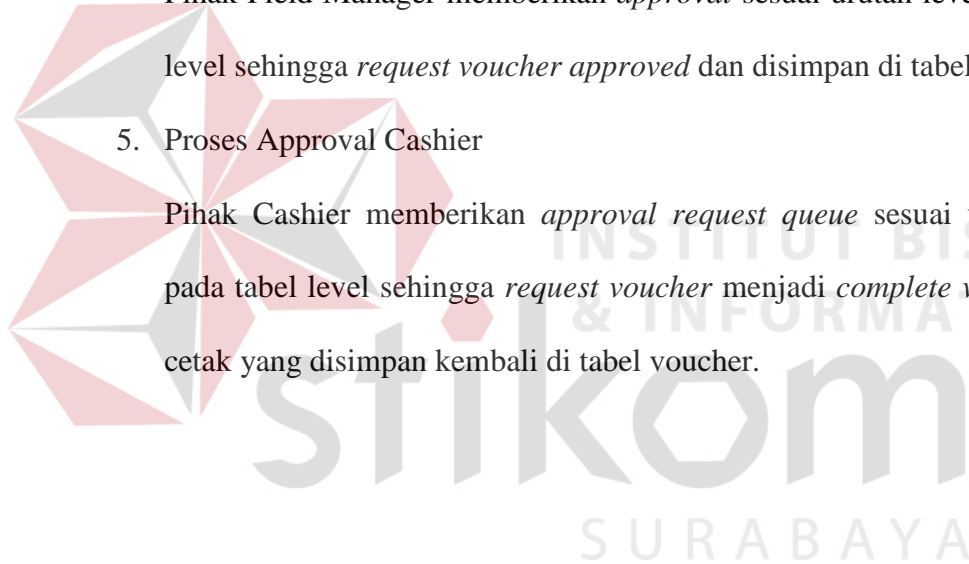 Pihak Field Manager memberikan approval sesuai urutan
level sehingga request voucher approved dan disimpan di tabel
5. Proses Approval Cashier
Pihak Cashier memberikan approval request queue sesuai
INSTITUT
pada tabel level sehingga request voucher menjadi complete
& INFORMA
cetak yang disimpan kembali di tabel voucher.
stikom
SURABAYA